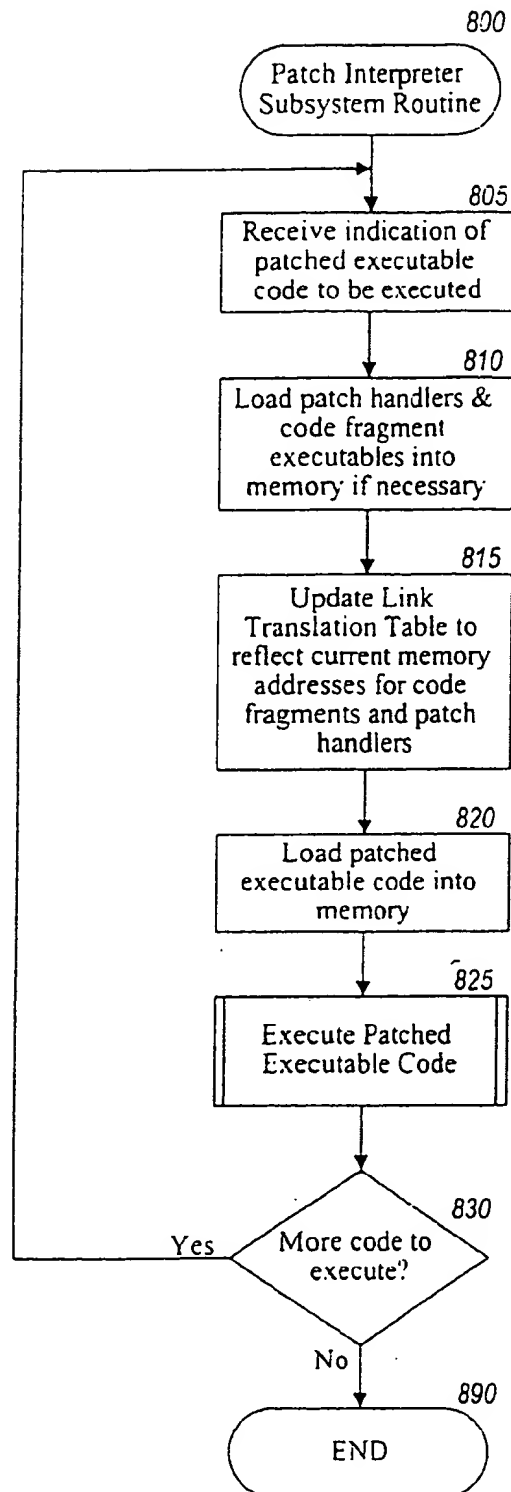 800
Patch Interpreter
Subsystem Routine
805
Receive indication of
patched executable
code to be executed
810
Load patch handlers &
code fragment
executables into
memory if necessary
815
Update Link
Translation Table to
reflect current memory
addresses for code
fragments and patch
handlers
820
Load patched
executable code into
memory
825
Execute Patched
Executable Code
830
Yes
More code to
execute?
No
890
END